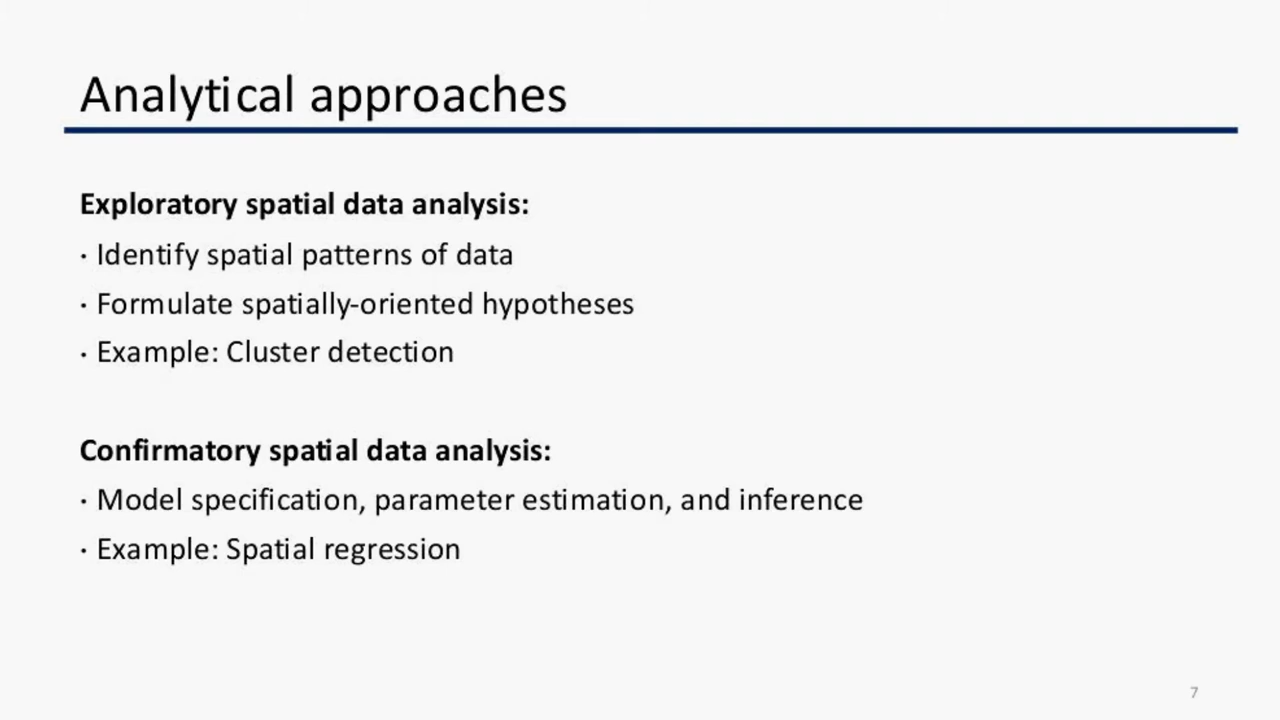 Analytical approaches
Exploratory spatial data analysis:
· Identify spatial patterns of data
· Formulate spatially-oriented hypotheses
· Example: Cluster detection
Confirmatory spatial data analysis:
· Model specification, parameter estimation, and inference
· Example: Spatial regression
7